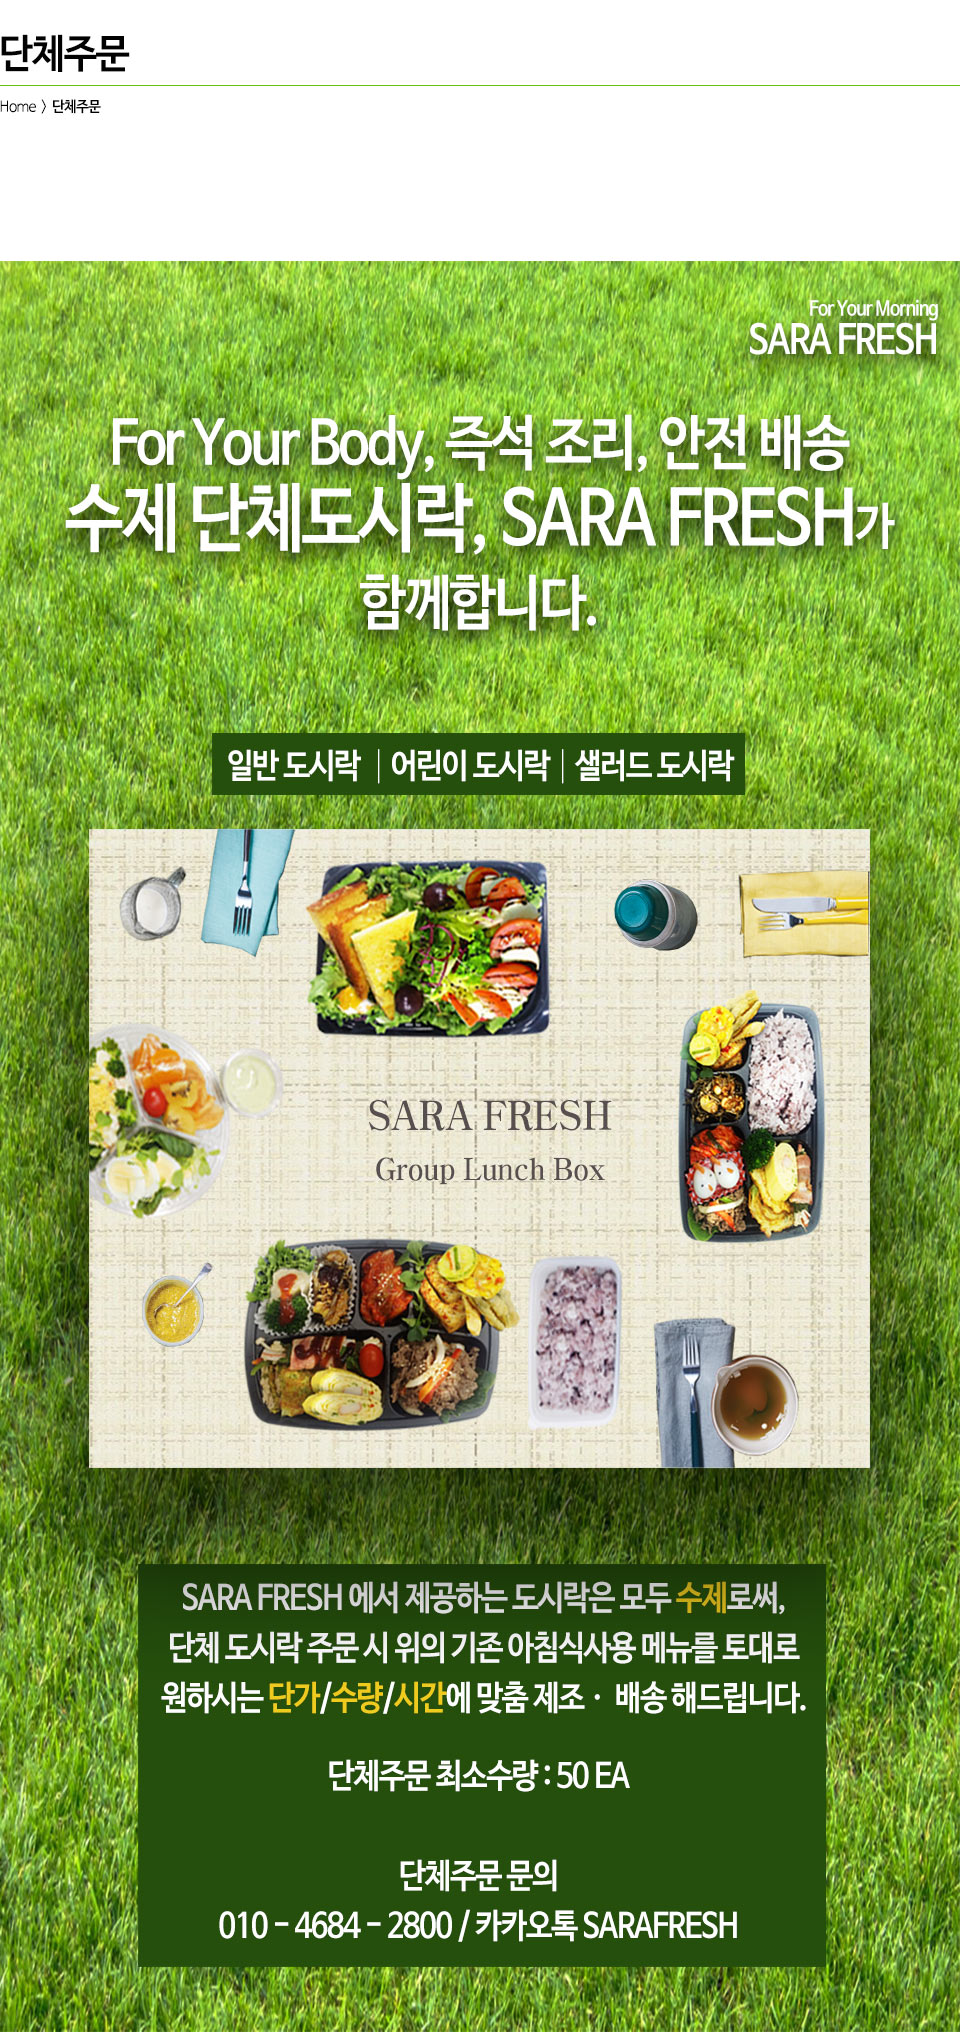 단체주문
Home > 단체주문
For Your Morning
SARA FRESH
For Your Body, 즉석 조리, 안전 배송
수제 단체도시락, SARA FRESH가
함께합니다.
일반 도시락 | 어린이 도시락 | 샐러드 도시락
SARA FRESH
Group Lunch Box
SARA FRESH 에서 제공하는 도시락은 모두 수제로써,
단체 도시락 주문 시 위의 기존 아침식사용 메뉴를 토대로
원하시는 단가/수량/시간에 맞춤 제조 · 배송 해드립니다.
단체주문 최소수량 : 50 EA
단체주문 문의
010 - 4684 - 2800 / 카카오톡 SARAFRESH